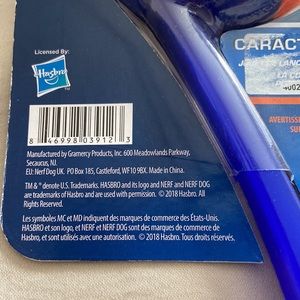 Licensed By:
Hasbro
8 46998 03912 3
Manufactured by Gramercy Products, Inc. 600 Meadowlands Parkway,
Secaucus, NJ.
EU: Nerf Dog UK. PO Box 185, Castleford, WF10 9BX. Made in China.
TM & ® denote U.S. Trademarks. HASBRO and its logo and NERF and NERF DOG
are trademarks of Hasbro and are used with permission. © 2018 Hasbro. All
Rights Reserved.
Les symboles MC et MD indiquent des marques de commerce des États-Unis.
HASBRO et son logo, et NERF et NERF DOG sont des marques de commerce de
Hasbro, et sont utilisés avec autorisation. © 2018 Hasbro. Tous droits réservés.
CARACT
LANC
LA
AVERTISSE
SU